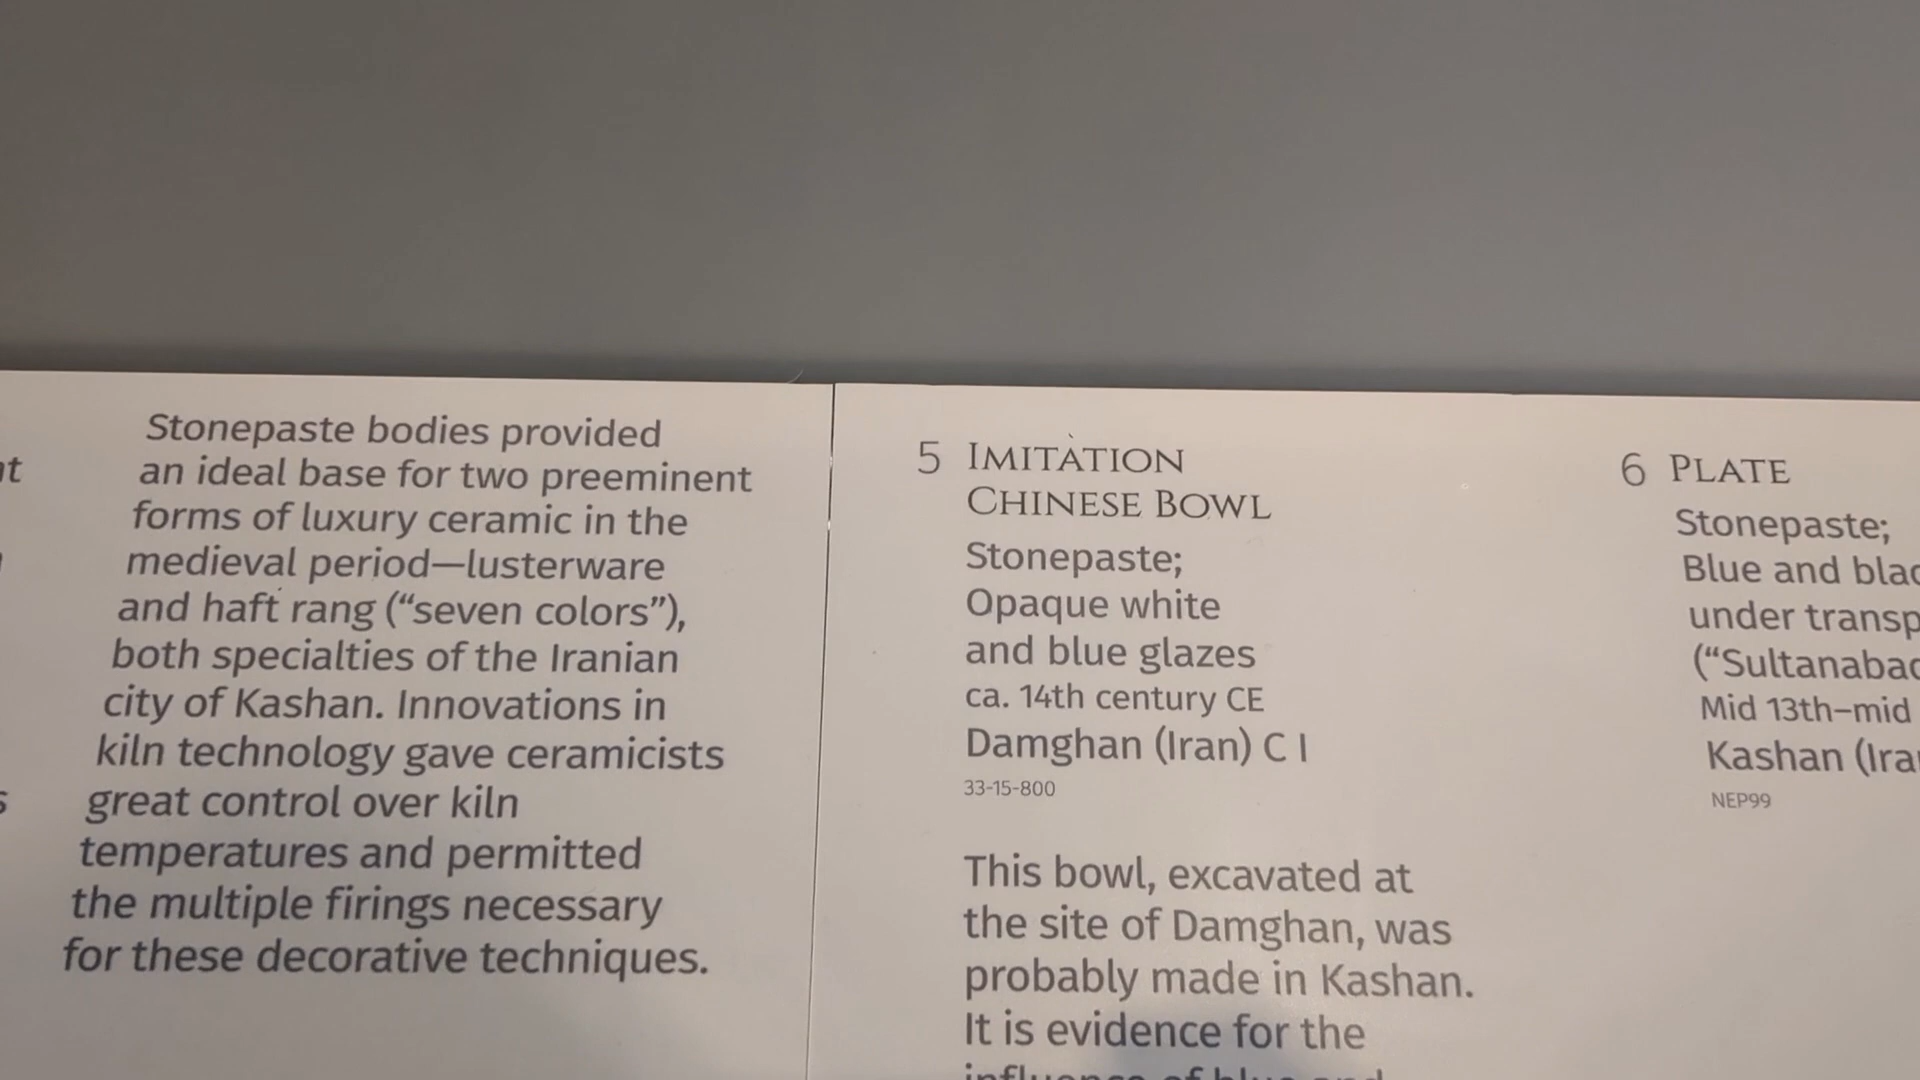 Stonepaste bodies provided
an ideal base for two preeminent
forms of luxury ceramic in the
medieval period—lusterware
and haft rang (“seven colors”),
both specialties of the Iranian
city of Kashan. Innovations in
kiln technology gave ceramicists
great control over kiln
temperatures and permitted
the multiple firings necessary
for these decorative techniques.
5 IMITATION
CHINESE BOWL
Stonepaste;
Opaque white
and blue glazes
ca. 14th century CE
Damghan (Iran) C I
33-15-800
This bowl, excavated at
the site of Damghan, was
probably made in Kashan.
It is evidence for the
influence of blue and
6 PLATE
Stonepaste;
Blue and
under
Mid 13th–mid
Kashan
NEP99